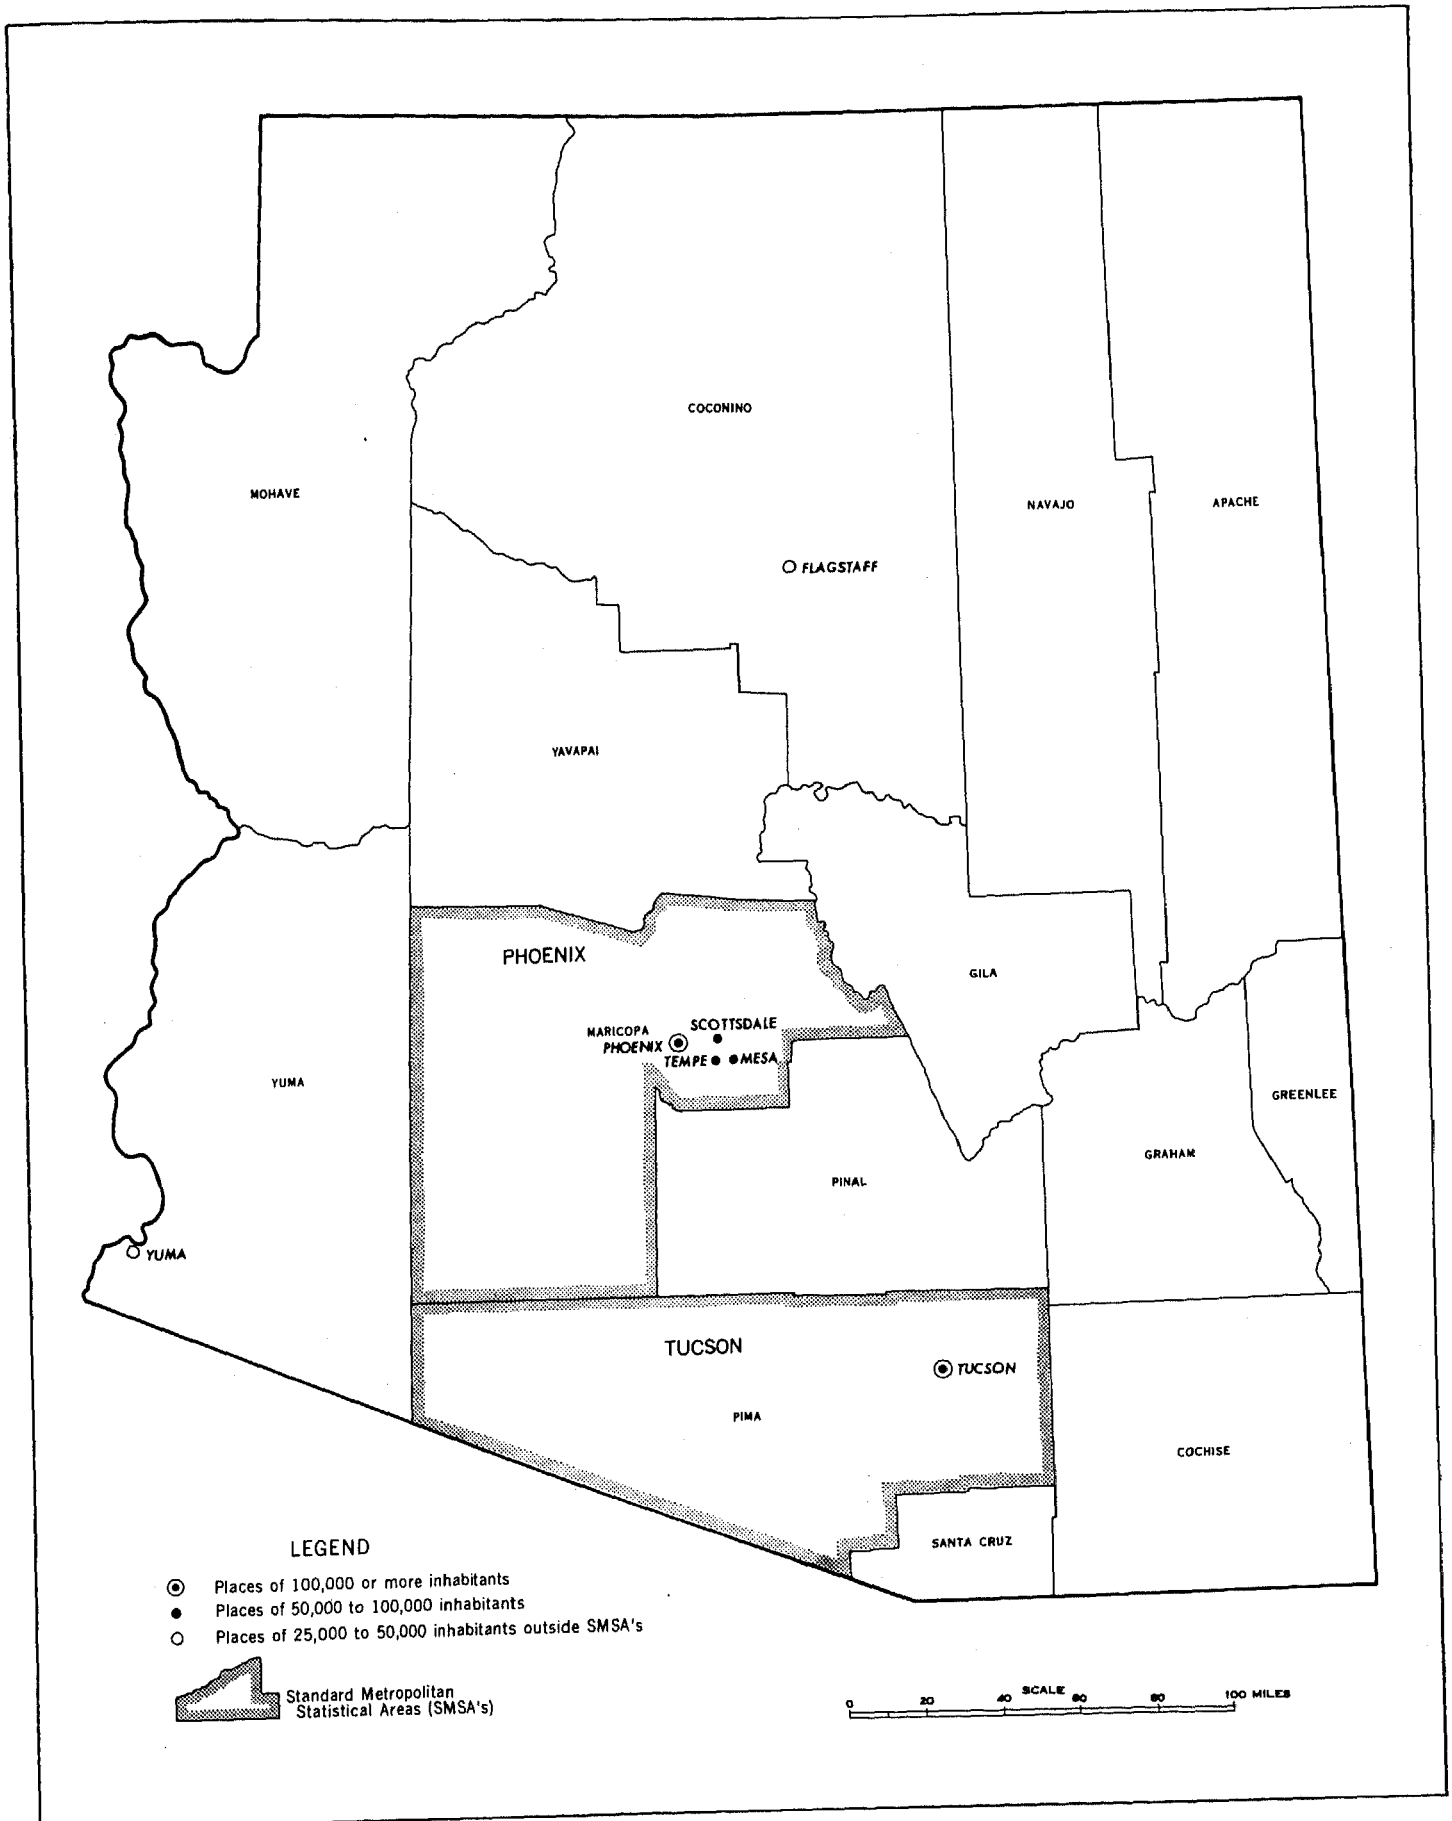 COCONINO
MOHAVE
NAVAJO
APACHE
FLAGSTAFF
YAVAPAI
PHOENIX
GILA
MARICOPA
SCOTTSDALE
PHOENIX
TEMPE
MESA
YUMA
GREENLEE
GRAHAM
PINAL
YUMA
TUCSON
TUCSON
PIMA
COCHISE
SANTA CRUZ
LEGEND
Places of 100,000 or more inhabitants
Places of 50,000 to 100,000 inhabitants
Places of 25,000 to 50,000 inhabitants outside SMSA's
Standard Metropolitan
Statistical Areas (SMSA's)
SCALE
0 20 40 60 80 100 MILES